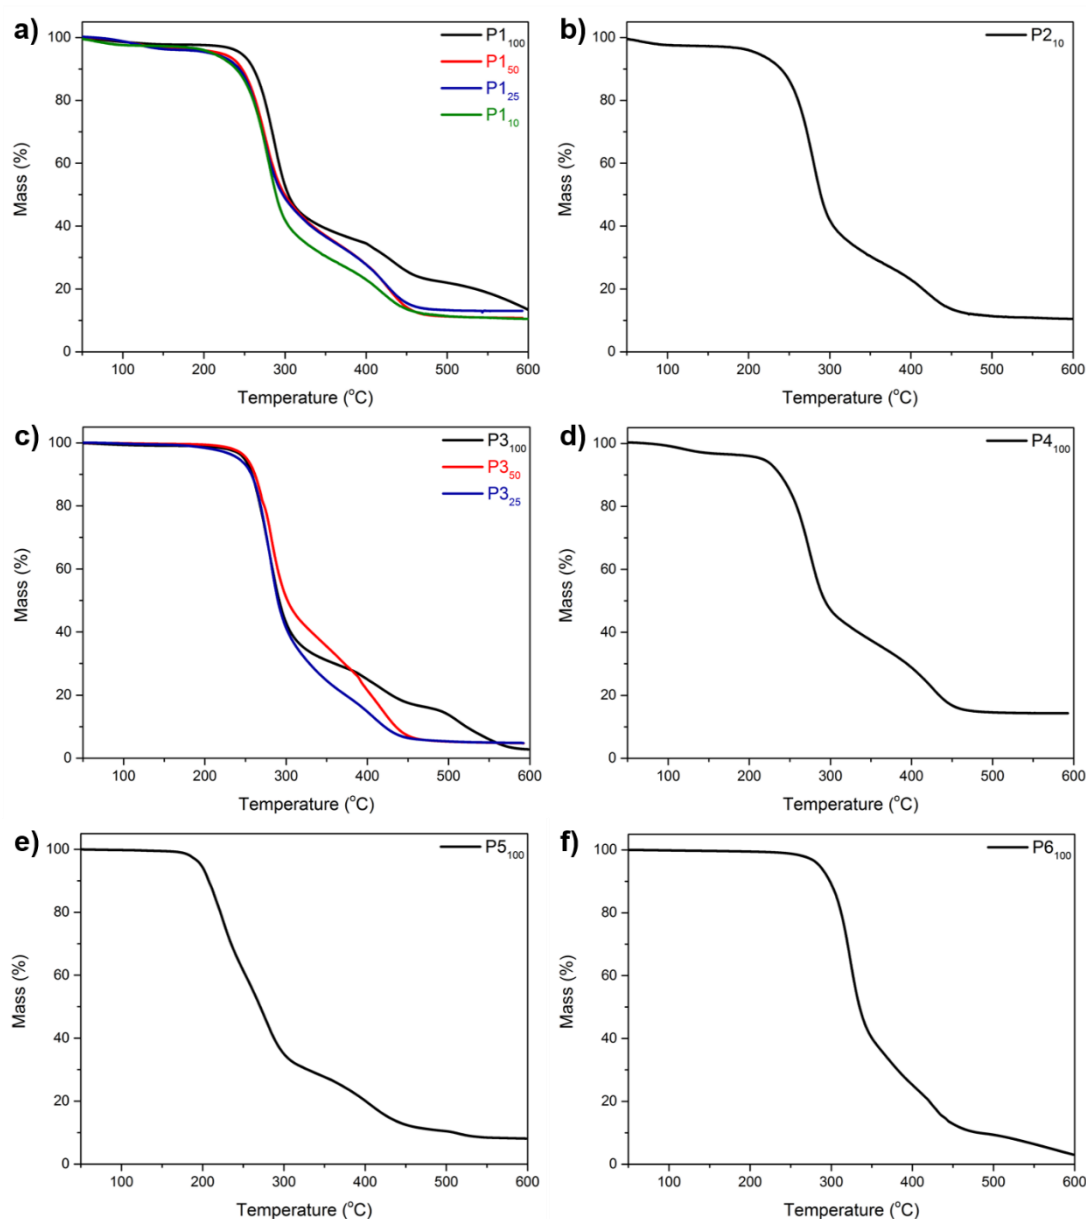 a)
P1₁₀₀
P1₅₀
P1₂₅
P1₁₀
Mass (%)
100
80
60
40
20
0
100 200 300 400 500 600
Temperature (°C)
b)
P2₁₀
Mass (%)
100
80
60
40
20
0
100 200 300 400 500 600
Temperature (°C)
c)
P3₁₀₀
P3₅₀
P3₂₅
Mass (%)
100
80
60
40
20
0
100 200 300 400 500 600
Temperature (°C)
d)
P4₁₀₀
Mass (%)
100
80
60
40
20
0
100 200 300 400 500 600
Temperature (°C)
e)
P5₁₀₀
Mass (%)
100
80
60
40
20
0
100 200 300 400 500 600
Temperature (°C)
f)
P6₁₀₀
Mass (%)
100
80
60
40
20
0
100 200 300 400 500 600
Temperature (°C)